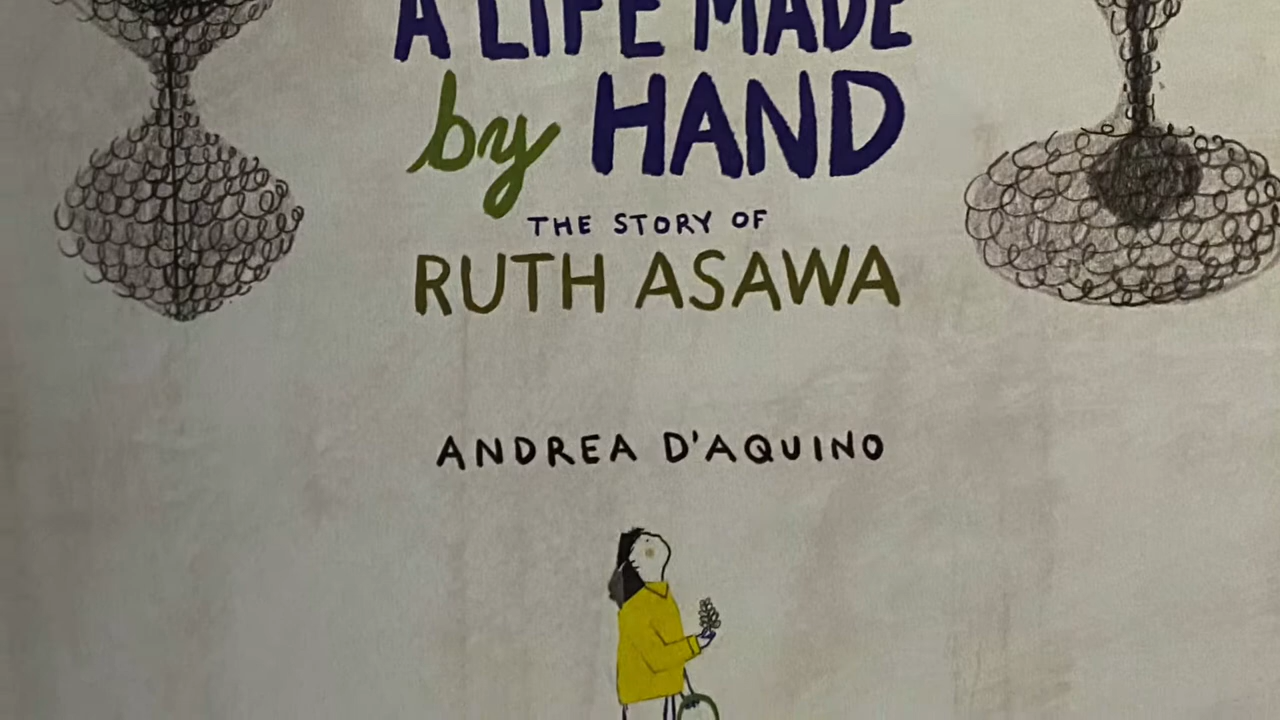 A LIFE MADE
by HAND
THE STORY OF
RUTH ASAWA
ANDREA D'AQUINO